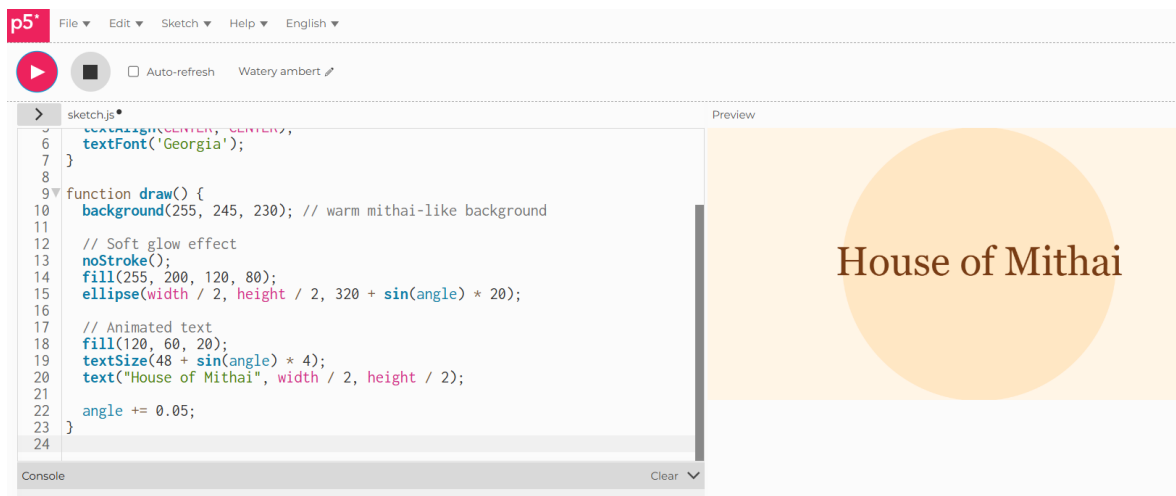 p5*
File ▼ Edit ▼ Sketch ▼ Help ▼ English ▼
Auto-refresh Watery ambert
> sketch.js•
Preview
5 textAlign(CENTER, CENTER);
6 textFont('Georgia');
7 }
8
9 function draw() {
10 background(255, 245, 230); // warm mithai-like background
11
12 // Soft glow effect
13 noStroke();
14 fill(255, 200, 120, 80);
15 ellipse(width / 2, height / 2, 320 + sin(angle) * 20);
16
17 // Animated text
18 fill(120, 60, 20);
19 textSize(48 + sin(angle) * 4);
20 text("House of Mithai", width / 2, height / 2);
21
22 angle += 0.05;
23 }
24
House of Mithai
Console Clear